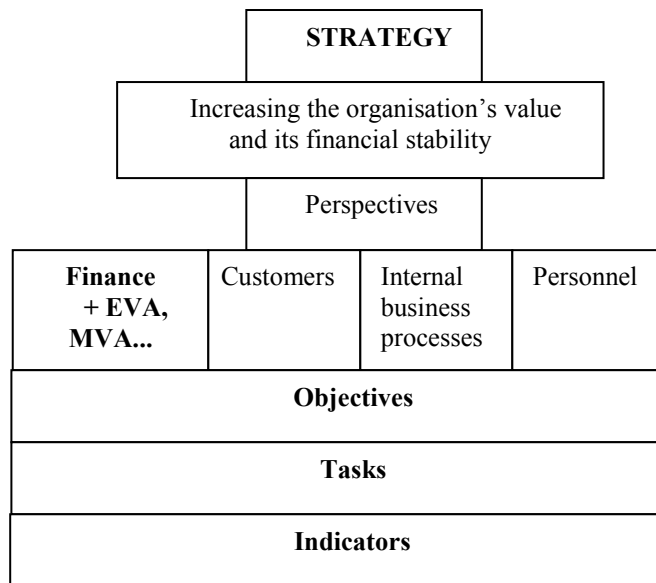 STRATEGY
Increasing the organisation’s value
and its financial stability
Perspectives
Finance
+ EVA,
MVA...
Customers
Internal
business
processes
Personnel
Objectives
Tasks
Indicators